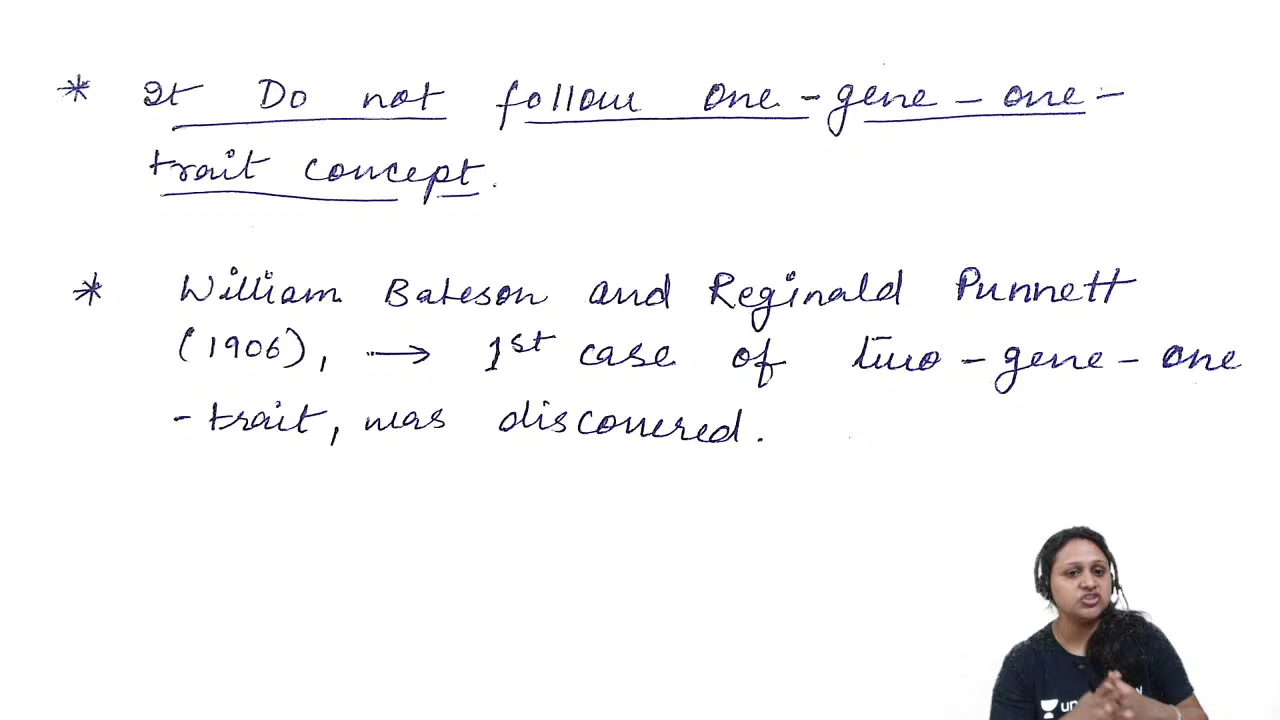 * It Do not follow one-gene-one-
trait concept.
* William Bateson and Reginald Punnett
(1906), → 1st case of two-gene-one
-trait, was discovered.